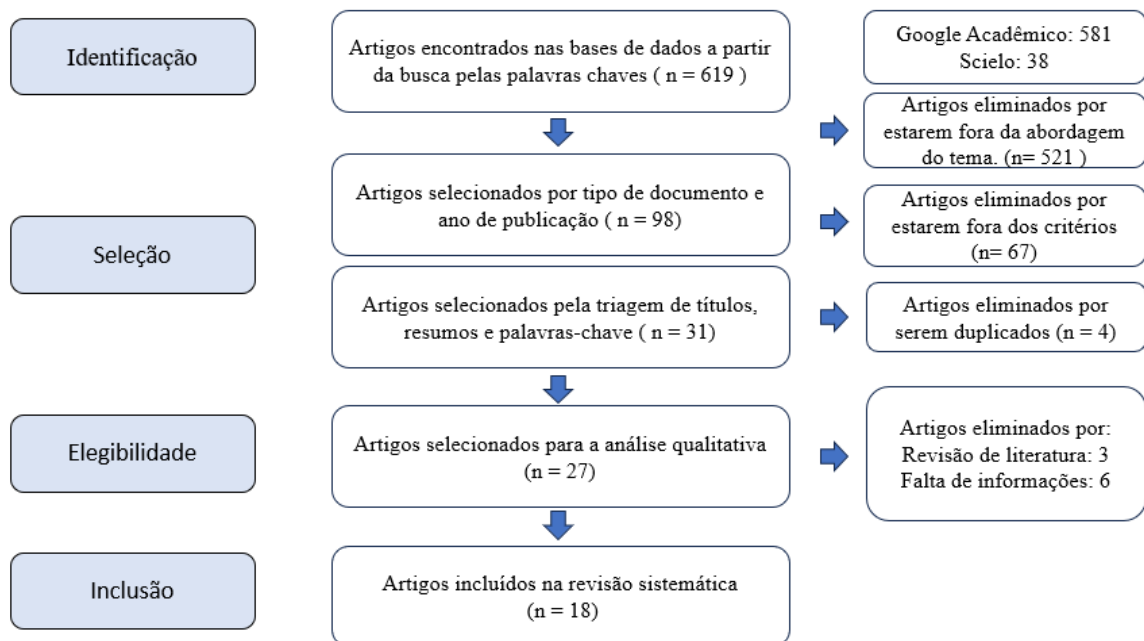 Identificação
Artigos encontrados nas bases de dados a partir
da busca pelas palavras chaves ( n = 619 )
Google Acadêmico: 581
Scielo: 38
Artigos eliminados por
estarem fora da abordagem
do tema. (n= 521 )
Seleção
Artigos selecionados por tipo de documento e
ano de publicação ( n = 98)
Artigos eliminados por
estarem fora dos critérios
(n= 67)
Artigos selecionados pela triagem de títulos,
resumos e palavras-chave ( n = 31)
Artigos eliminados por
serem duplicados (n = 4)
Elegibilidade
Artigos selecionados para a análise qualitativa
(n = 27)
Artigos eliminados por:
Revisão de literatura: 3
Falta de informações: 6
Inclusão
Artigos incluídos na revisão sistemática
(n = 18)